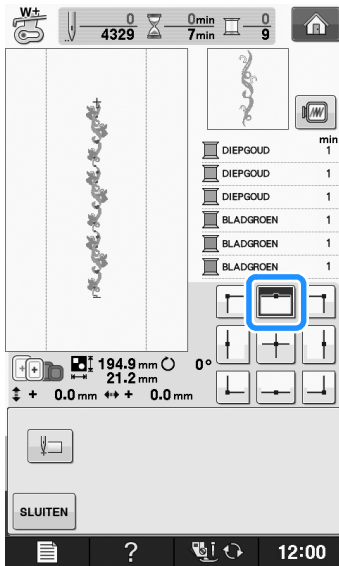 W+
0
4329
0min
7min
0
9
min
DIEPGOUD 1
DIEPGOUD 1
DIEPGOUD 1
BLADGROEN 1
BLADGROEN 1
BLADGROEN 1
194.9 mm 0°
21.2 mm
+ 0.0 mm + 0.0 mm
SLUITEN
? 12:00